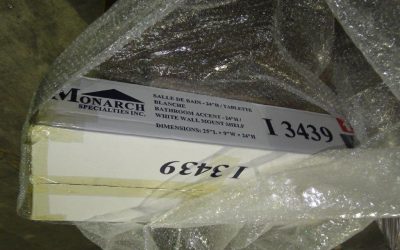 MONARCH
SPECIALTIES INC.
SALLE DE BAIN - 24"H / TABLETTE
BLANCHE
BATHROOM ACCENT - 24"H /
WHITE WALL MOUNT SHELF
DIMENSIONS: 25"L • 9"W • 24"H
I 3439
I 3439